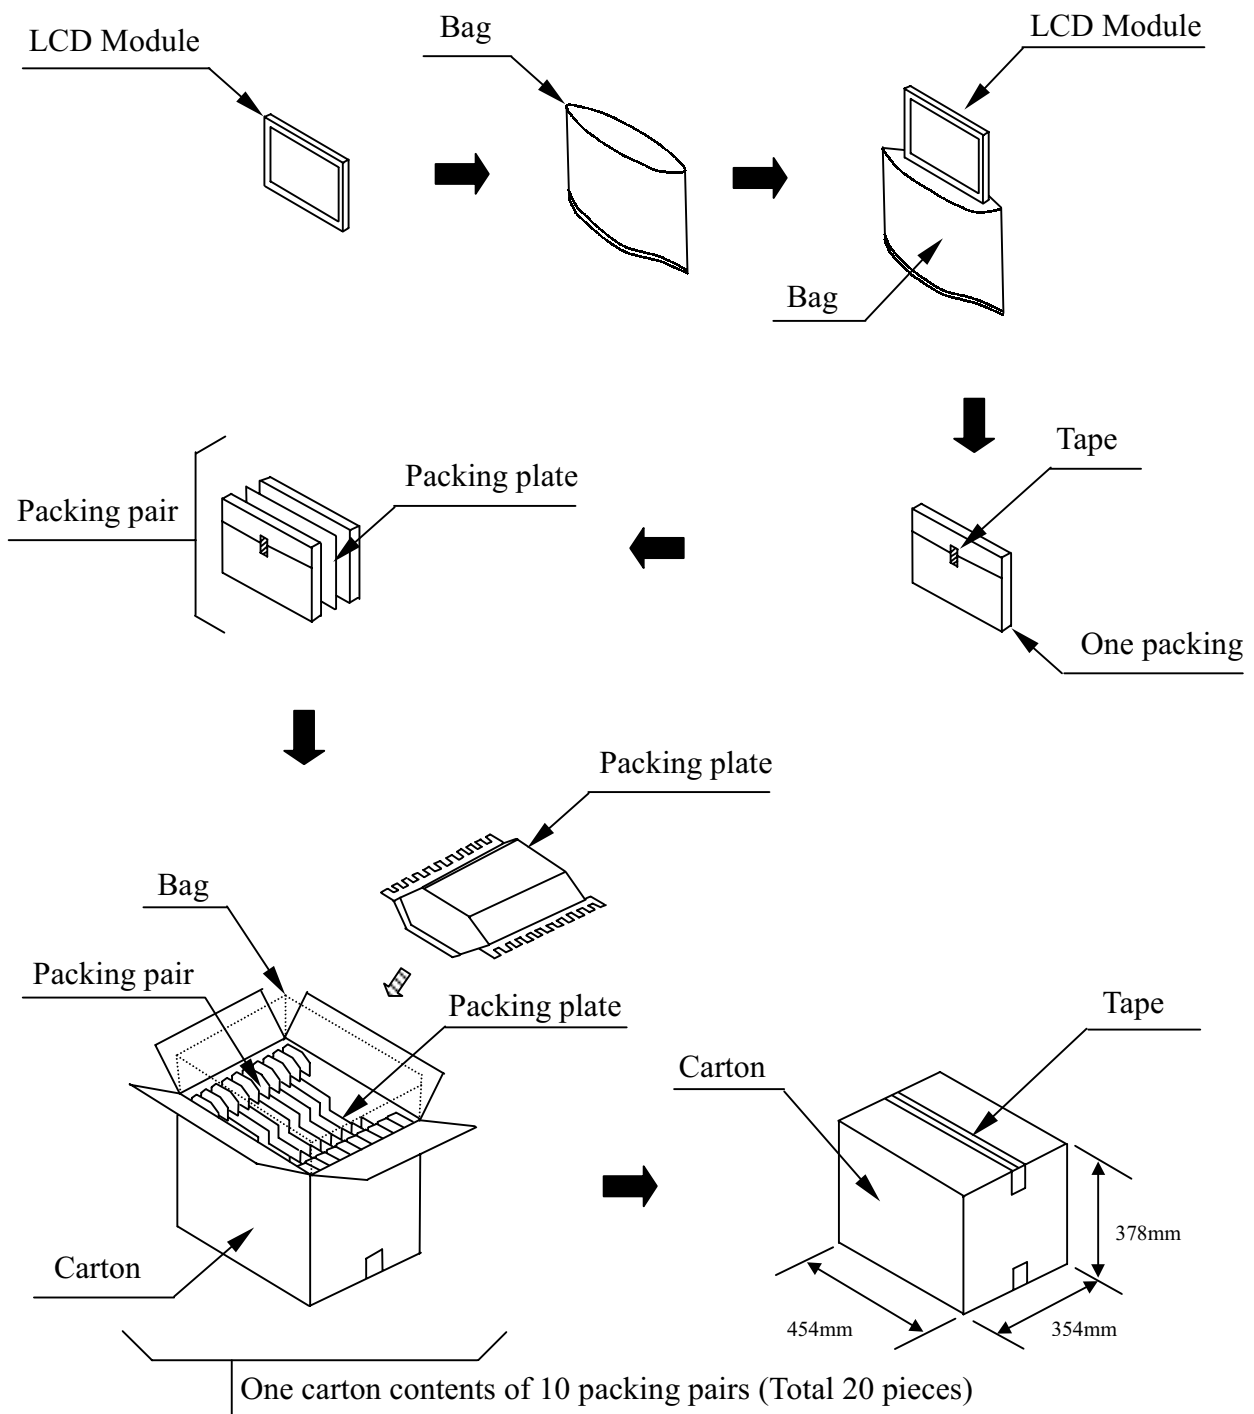 LCD Module
Bag
LCD Module
Bag
Tape
Packing plate
Packing pair
One packing
Packing plate
Bag
Packing pair
Packing plate
Tape
Carton
378mm
Carton
454mm
354mm
One carton contents of 10 packing pairs (Total 20 pieces)